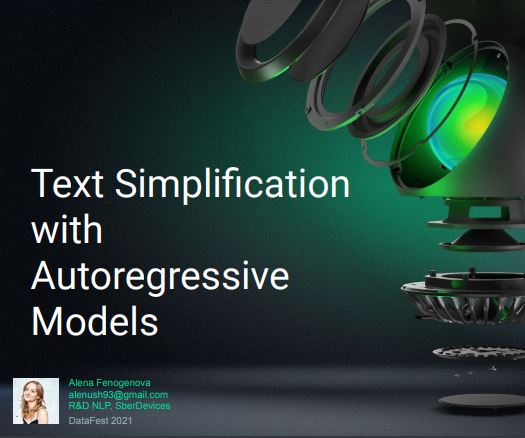 Text Simplification
with
Autoregressive
Models
Alena Fenogenova
alenush93@gmail.com
R&D NLP, SberDevices
DataFest 2021